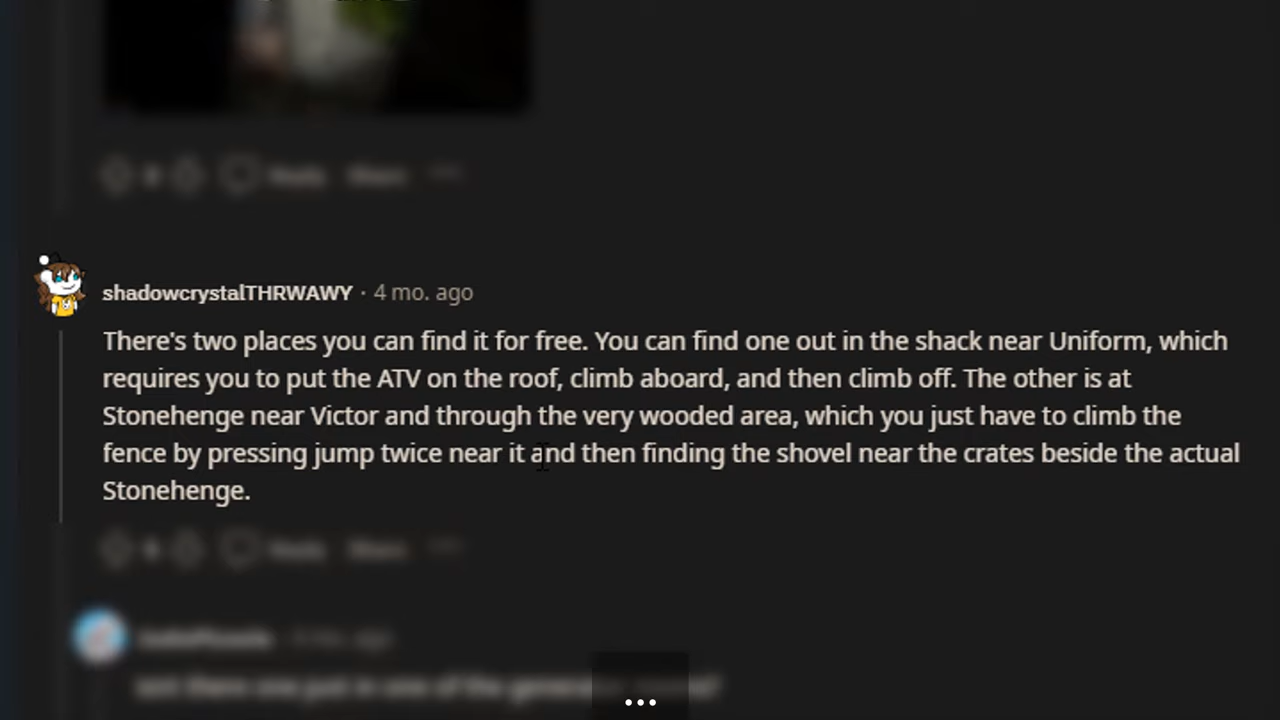 shadowcrystalTHRWAWY · 4 mo. ago
There's two places you can find it for free. You can find one out in the shack near Uniform, which
requires you to put the ATV on the roof, climb aboard, and then climb off. The other is at
Stonehenge near Victor and through the very wooded area, which you just have to climb the
fence by pressing jump twice near it and then finding the shovel near the crates beside the actual
Stonehenge.
Reply Share